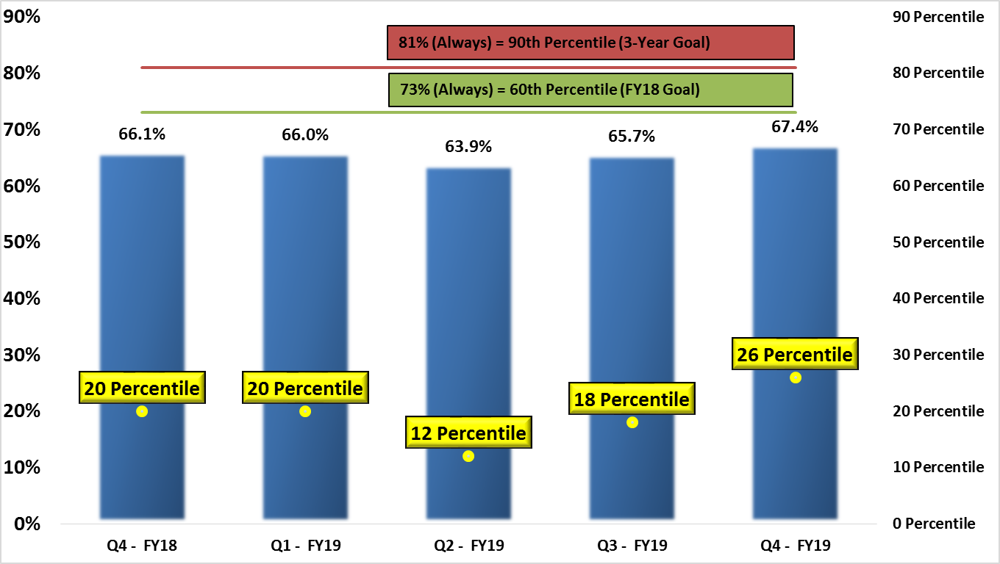 90%
80%
70%
60%
50%
40%
30%
20%
10%
0%
90 Percentile
80 Percentile
70 Percentile
60 Percentile
50 Percentile
40 Percentile
30 Percentile
20 Percentile
10 Percentile
0 Percentile
81% (Always) = 90th Percentile (3-Year Goal)
73% (Always) = 60th Percentile (FY18 Goal)
66.1%
66.0%
63.9%
65.7%
67.4%
20 Percentile
20 Percentile
12 Percentile
18 Percentile
26 Percentile
Q4 - FY18
Q1 - FY19
Q2 - FY19
Q3 - FY19
Q4 - FY19